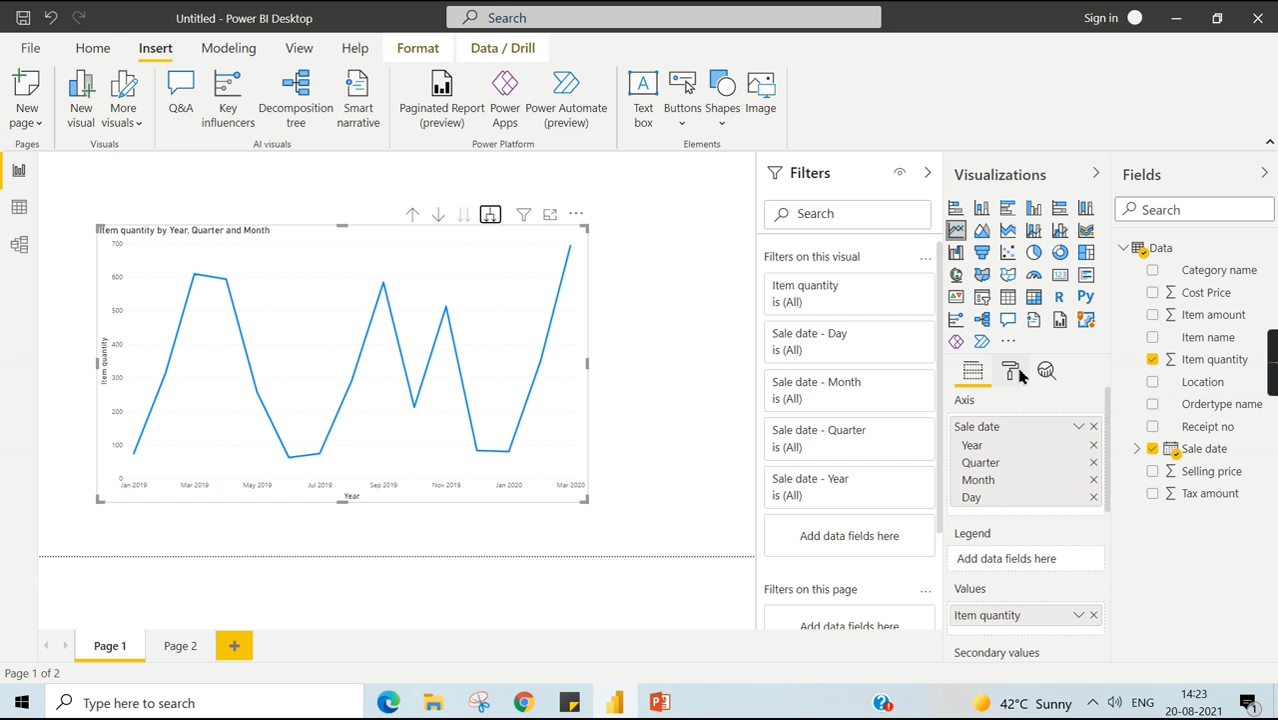 Untitled - Power BI Desktop
Search
Sign in
File
Home
Insert
Modeling
View
Help
Format
Data / Drill
New page
New visual
More visuals
Q&A
Key influencers
Decomposition tree
Smart narrative
Paginated Report (preview)
Power Apps
Power Automate (preview)
Text box
Buttons
Shapes
Image
Pages
Visuals
AI visuals
Power Platform
Elements
Item quantity by Year, Quarter and Month
Item quantity
700
600
500
400
300
200
100
0
Jan 2019
Mar 2019
May 2019
Jul 2019
Sep 2019
Nov 2019
Jan 2020
Mar 2020
Year
Filters
Search
Filters on this visual
Item quantity
is (All)
Sale date - Day
is (All)
Sale date - Month
is (All)
Sale date - Quarter
is (All)
Sale date - Year
is (All)
Add data fields here
Filters on this page
Add data fields here
Visualizations
R
Py
123
Axis
Sale date
Year
Quarter
Month
Day
Legend
Add data fields here
Values
Item quantity
Secondary values
Fields
Search
Data
Category name
Cost Price
Item amount
Item name
Item quantity
Location
Ordertype name
Receipt no
Sale date
Selling price
Tax amount
Page 1
Page 2
Page 1 of 2
Type here to search
42°C Sunny
ENG
14:23
20-08-2021
1